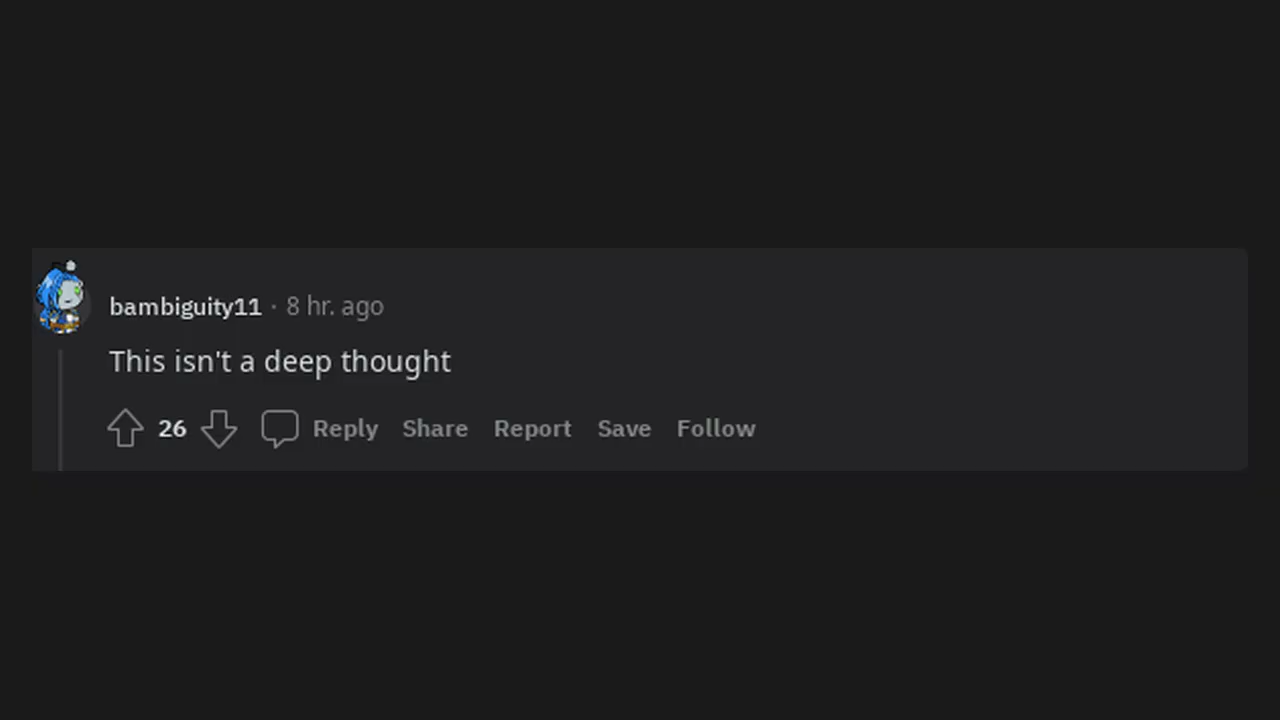 bambiguity11 · 8 hr. ago
This isn't a deep thought
26 Reply Share Report Save Follow